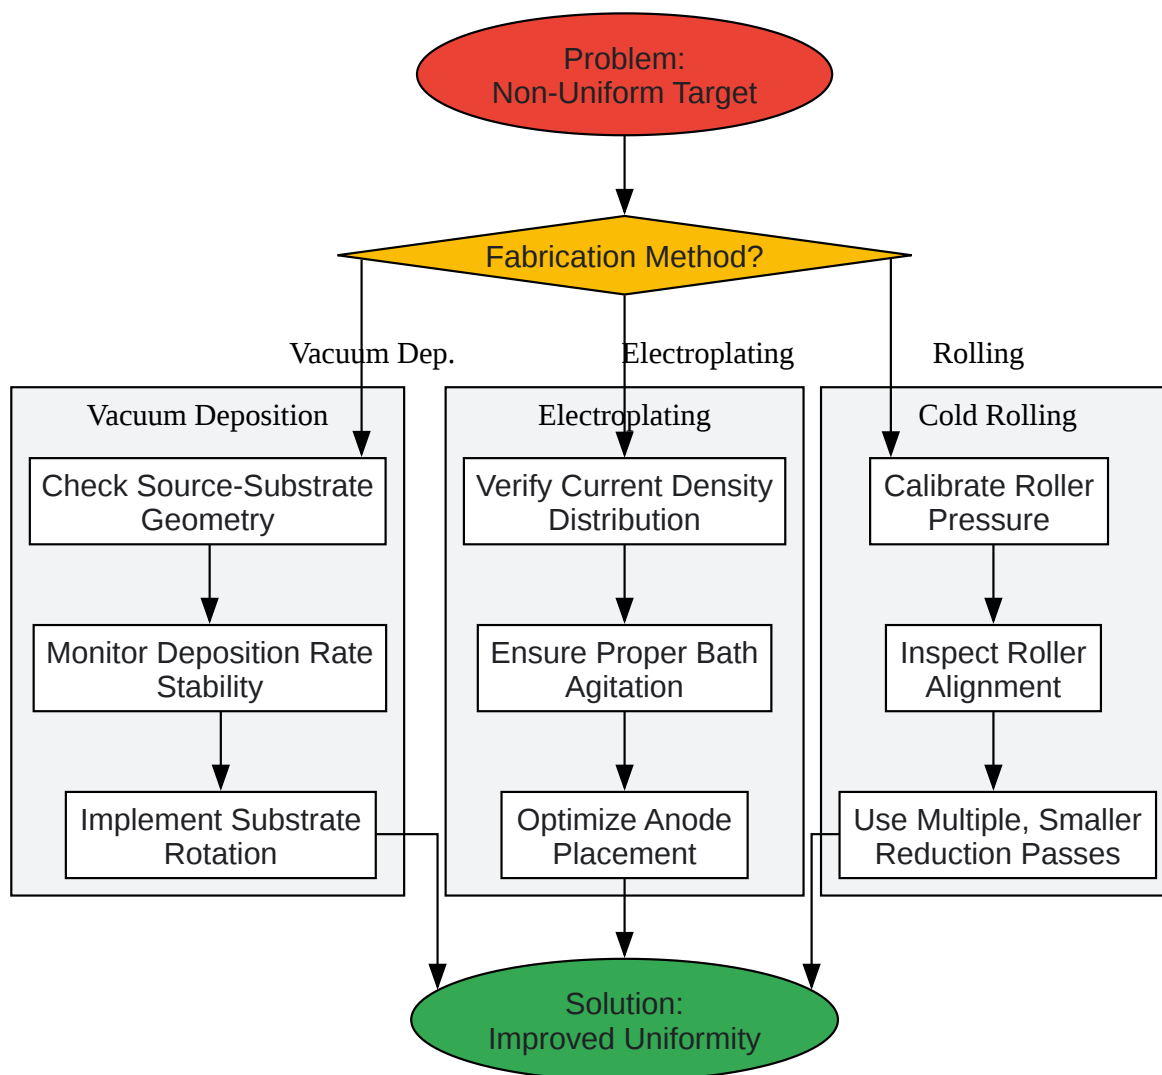 Problem:
Non-Uniform Target
Fabrication Method?
Vacuum Dep.
Electroplating
Rolling
Vacuum Deposition
Check Source-Substrate
Geometry
Monitor Deposition Rate
Stability
Implement Substrate
Rotation
Electroplating
Verify Current Density
Distribution
Ensure Proper Bath
Agitation
Optimize Anode
Placement
Cold Rolling
Calibrate Roller
Pressure
Inspect Roller
Alignment
Use Multiple, Smaller
Reduction Passes
Solution:
Improved Uniformity